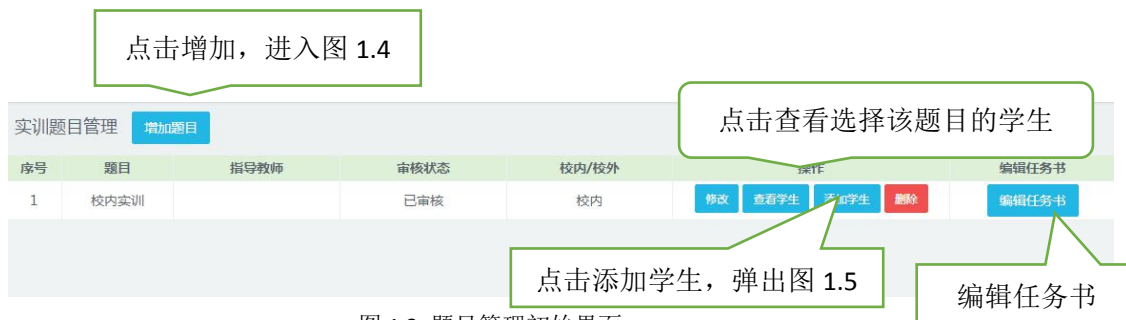 点击增加，进入图 1.4
点击查看选择该题目的学生
实训题目管理 增加题目
序号 题目 指导教师 审核状态 校内/校外 操作 编辑任务书
1 校内实训 已审核 校内 修改 查看学生 添加学生 删除 编辑任务书
点击添加学生，弹出图 1.5
编辑任务书